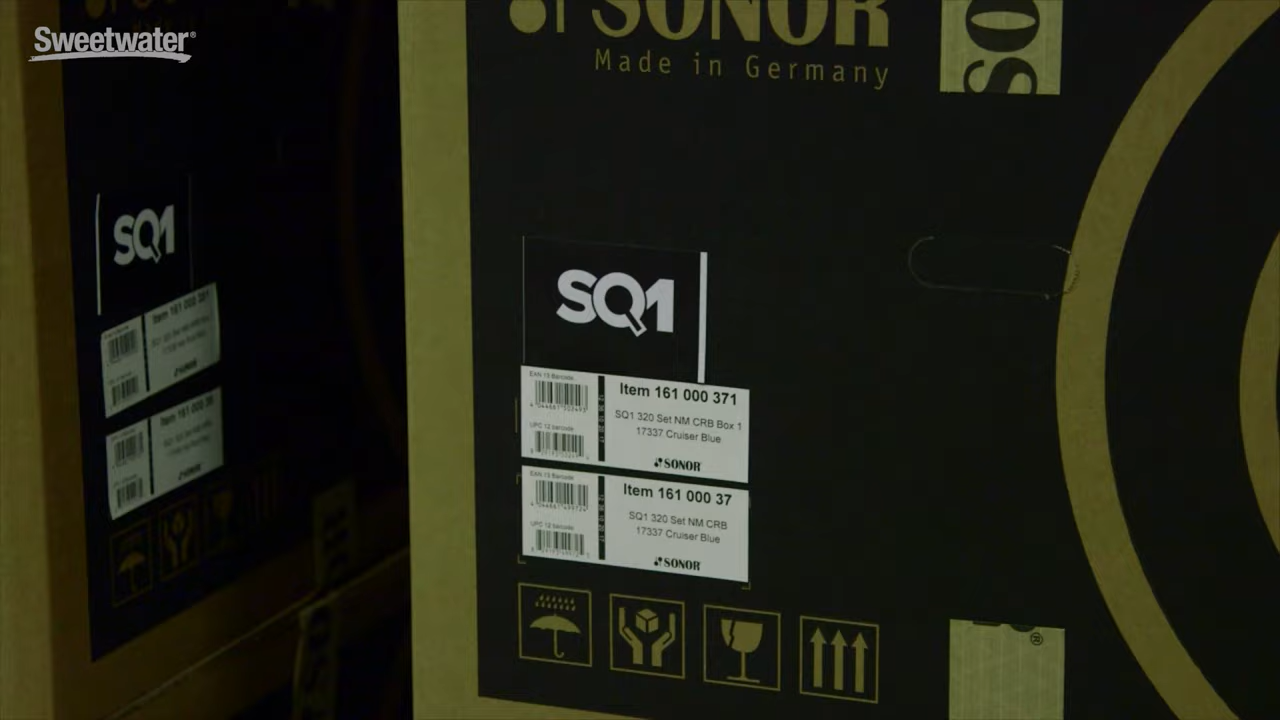 Sweetwater®
SONOR
Made in Germany
SO
SQ1
SQ1
Item 161 000 371
EAN 13 Barcode
Item 161 000 371
SQ1 320 Set NM CRB Box 1
17337 Cruiser Blue
UPC 12 barcode
SONOR
EAN 13 Barcode
Item 161 000 37
SQ1 320 Set NM CRB
17337 Cruiser Blue
UPC 12 barcode
SONOR
®